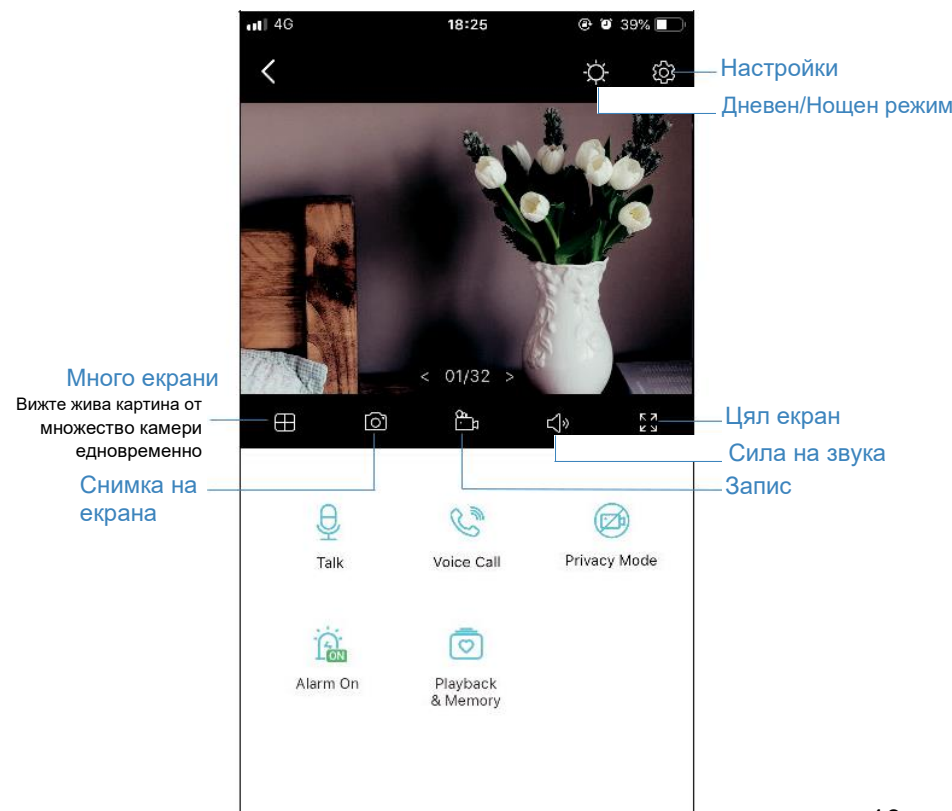 4G 18:25 39%
Настройки
Дневен/Нощен режим
< 01/32 >
Много екрани
Вижте жива картина от
множество камери
едновременно
Цял екран
Сила на звука
Снимка на
екрана
Запис
Talk Voice Call Privacy Mode
ON
Alarm On Playback
& Memory